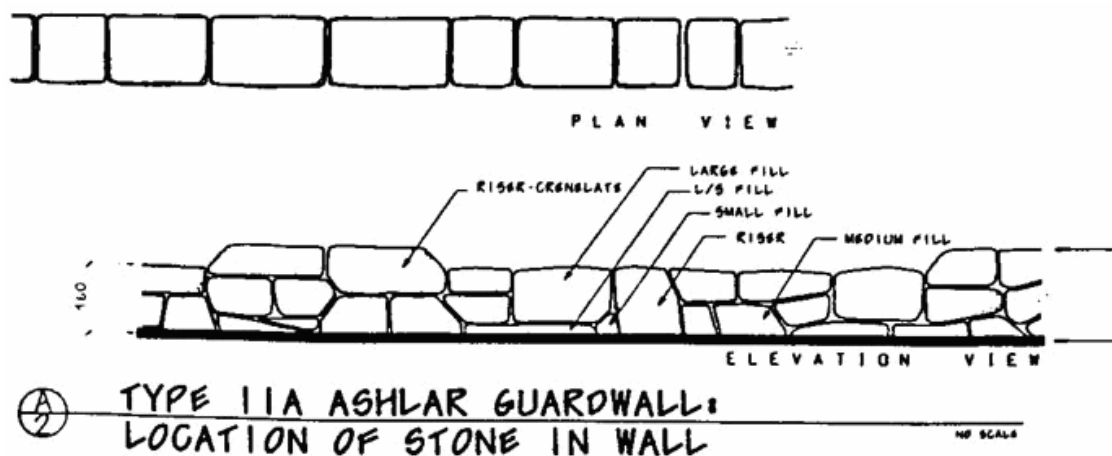 PLAN VIEW
LARGE FILL
RISER-CRENELATE
L/S FILL
SMALL FILL
RISER
MEDIUM FILL
160
ELEVATION VIEW
A
2
TYPE IIA ASHLAR GUARDWALL:
LOCATION OF STONE IN WALL
NO SCALE